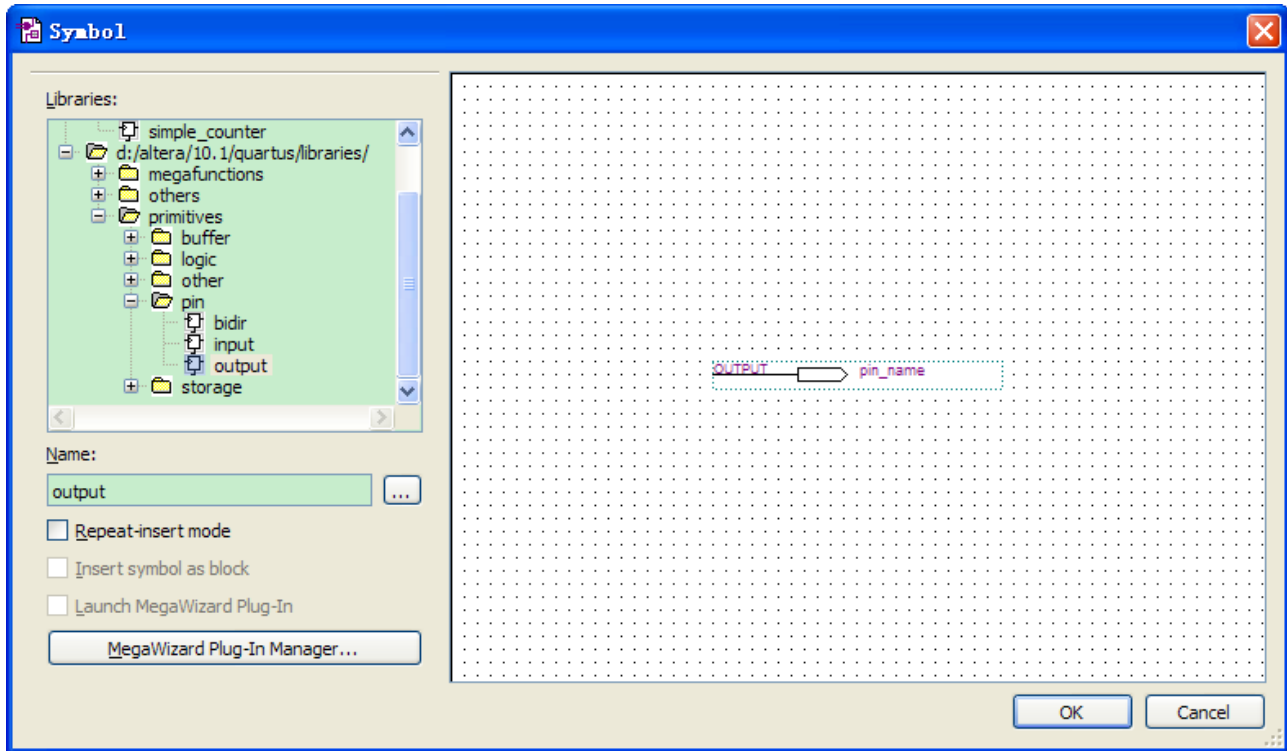 Symbol
Libraries:
simple_counter
d:/altera/10.1/quartus/libraries/
megafunctions
others
primitives
buffer
logic
other
pin
bidir
input
output
storage
Name:
output
...
Repeat-insert mode
Insert symbol as block
Launch MegaWizard Plug-In
MegaWizard Plug-In Manager...
OUTPUT
pin_name
OK
Cancel